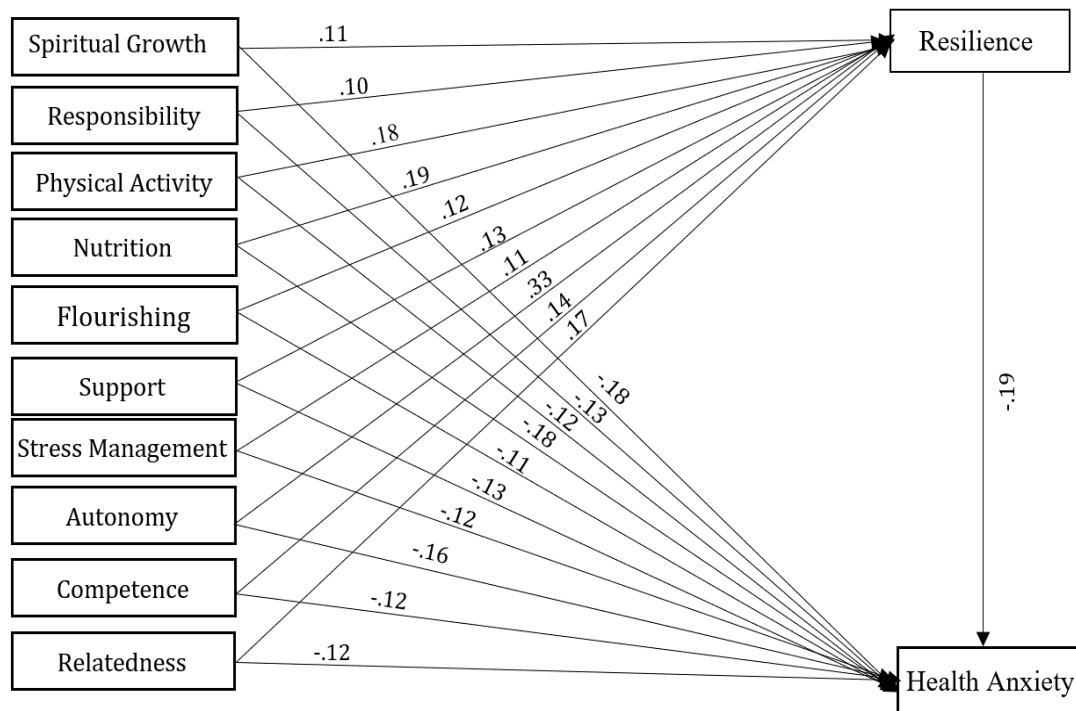 Spiritual Growth
Responsibility
Physical Activity
Nutrition
Flourishing
Support
Stress Management
Autonomy
Competence
Relatedness
.11
.10
.18
.19
.12
.13
.11
.33
.14
.17
-.18
-.13
-.12
-.18
-.11
-.13
-.12
-.16
-.12
-.12
Resilience
-.19
Health Anxiety